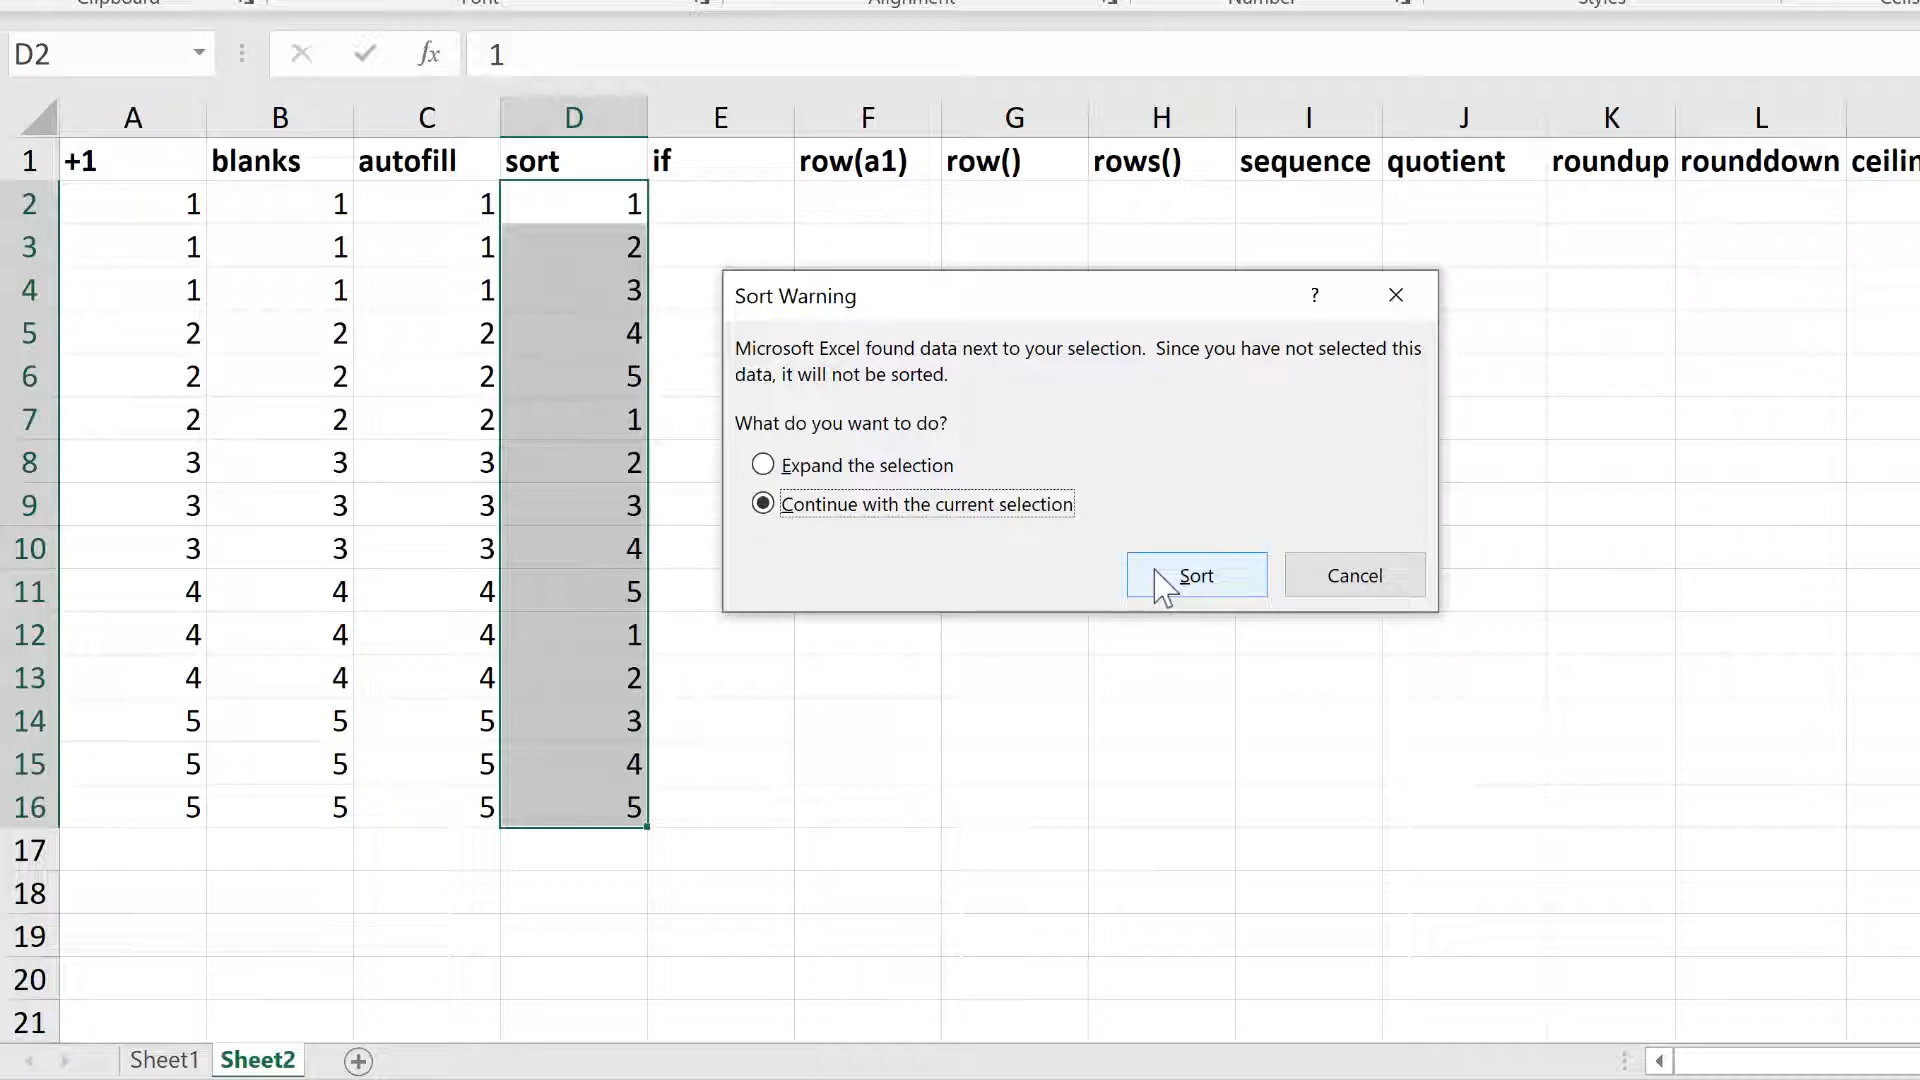 Clipboard Font Alignment Number Styles Cells
D2 fx 1
A B C D E F G H I J K L
1 +1 blanks autofill sort if row(a1) row() rows() sequence quotient roundup rounddown ceilin
2 1 1 1 1
3 1 1 1 2
4 1 1 1 3
5 2 2 2 4
6 2 2 2 5
7 2 2 2 1
8 3 3 3 2
9 3 3 3 3
10 3 3 3 4
11 4 4 4 5
12 4 4 4 1
13 4 4 4 2
14 5 5 5 3
15 5 5 5 4
16 5 5 5 5
17
18
19
20
21
Sort Warning ?
Microsoft Excel found data next to your selection. Since you have not selected this
data, it will not be sorted.
What do you want to do?
Expand the selection
Continue with the current selection
Sort Cancel
Sheet1 Sheet2